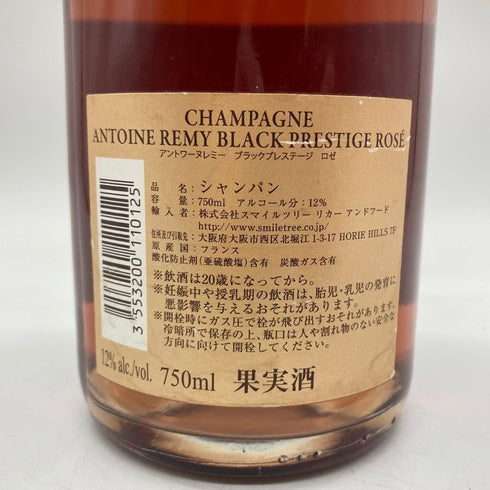 CHAMPAGNE
ANTOINE REMY BLACK PRESTIGE ROSÉ
アントワーヌレミー ブラックプレステージ ロゼ
品名：シャンパン
容量：750ml アルコール分：12%
輸入者：株式会社スマイルツリー リカー アンドフード
http://www.smiletree.co.jp
住所及び引取先：大阪府大阪市西区北堀江 1-3-17 HORIE HILLS 7F
原産国：フランス
酸化防止剤(亜硫酸塩)含有 炭酸ガス含有
※飲酒は20歳になってから。
※妊娠中や授乳期の飲酒は、胎児・乳児の発育に
悪影響を与えるおそれがあります。
※開栓時にガス圧で栓が飛び出すおそれがあります。
冷暗所で保存の上、瓶口は人や割れ物のない安全な
方向に向けて開栓してください。
12% alc./vol. 750ml 果実酒
3 553200 110125